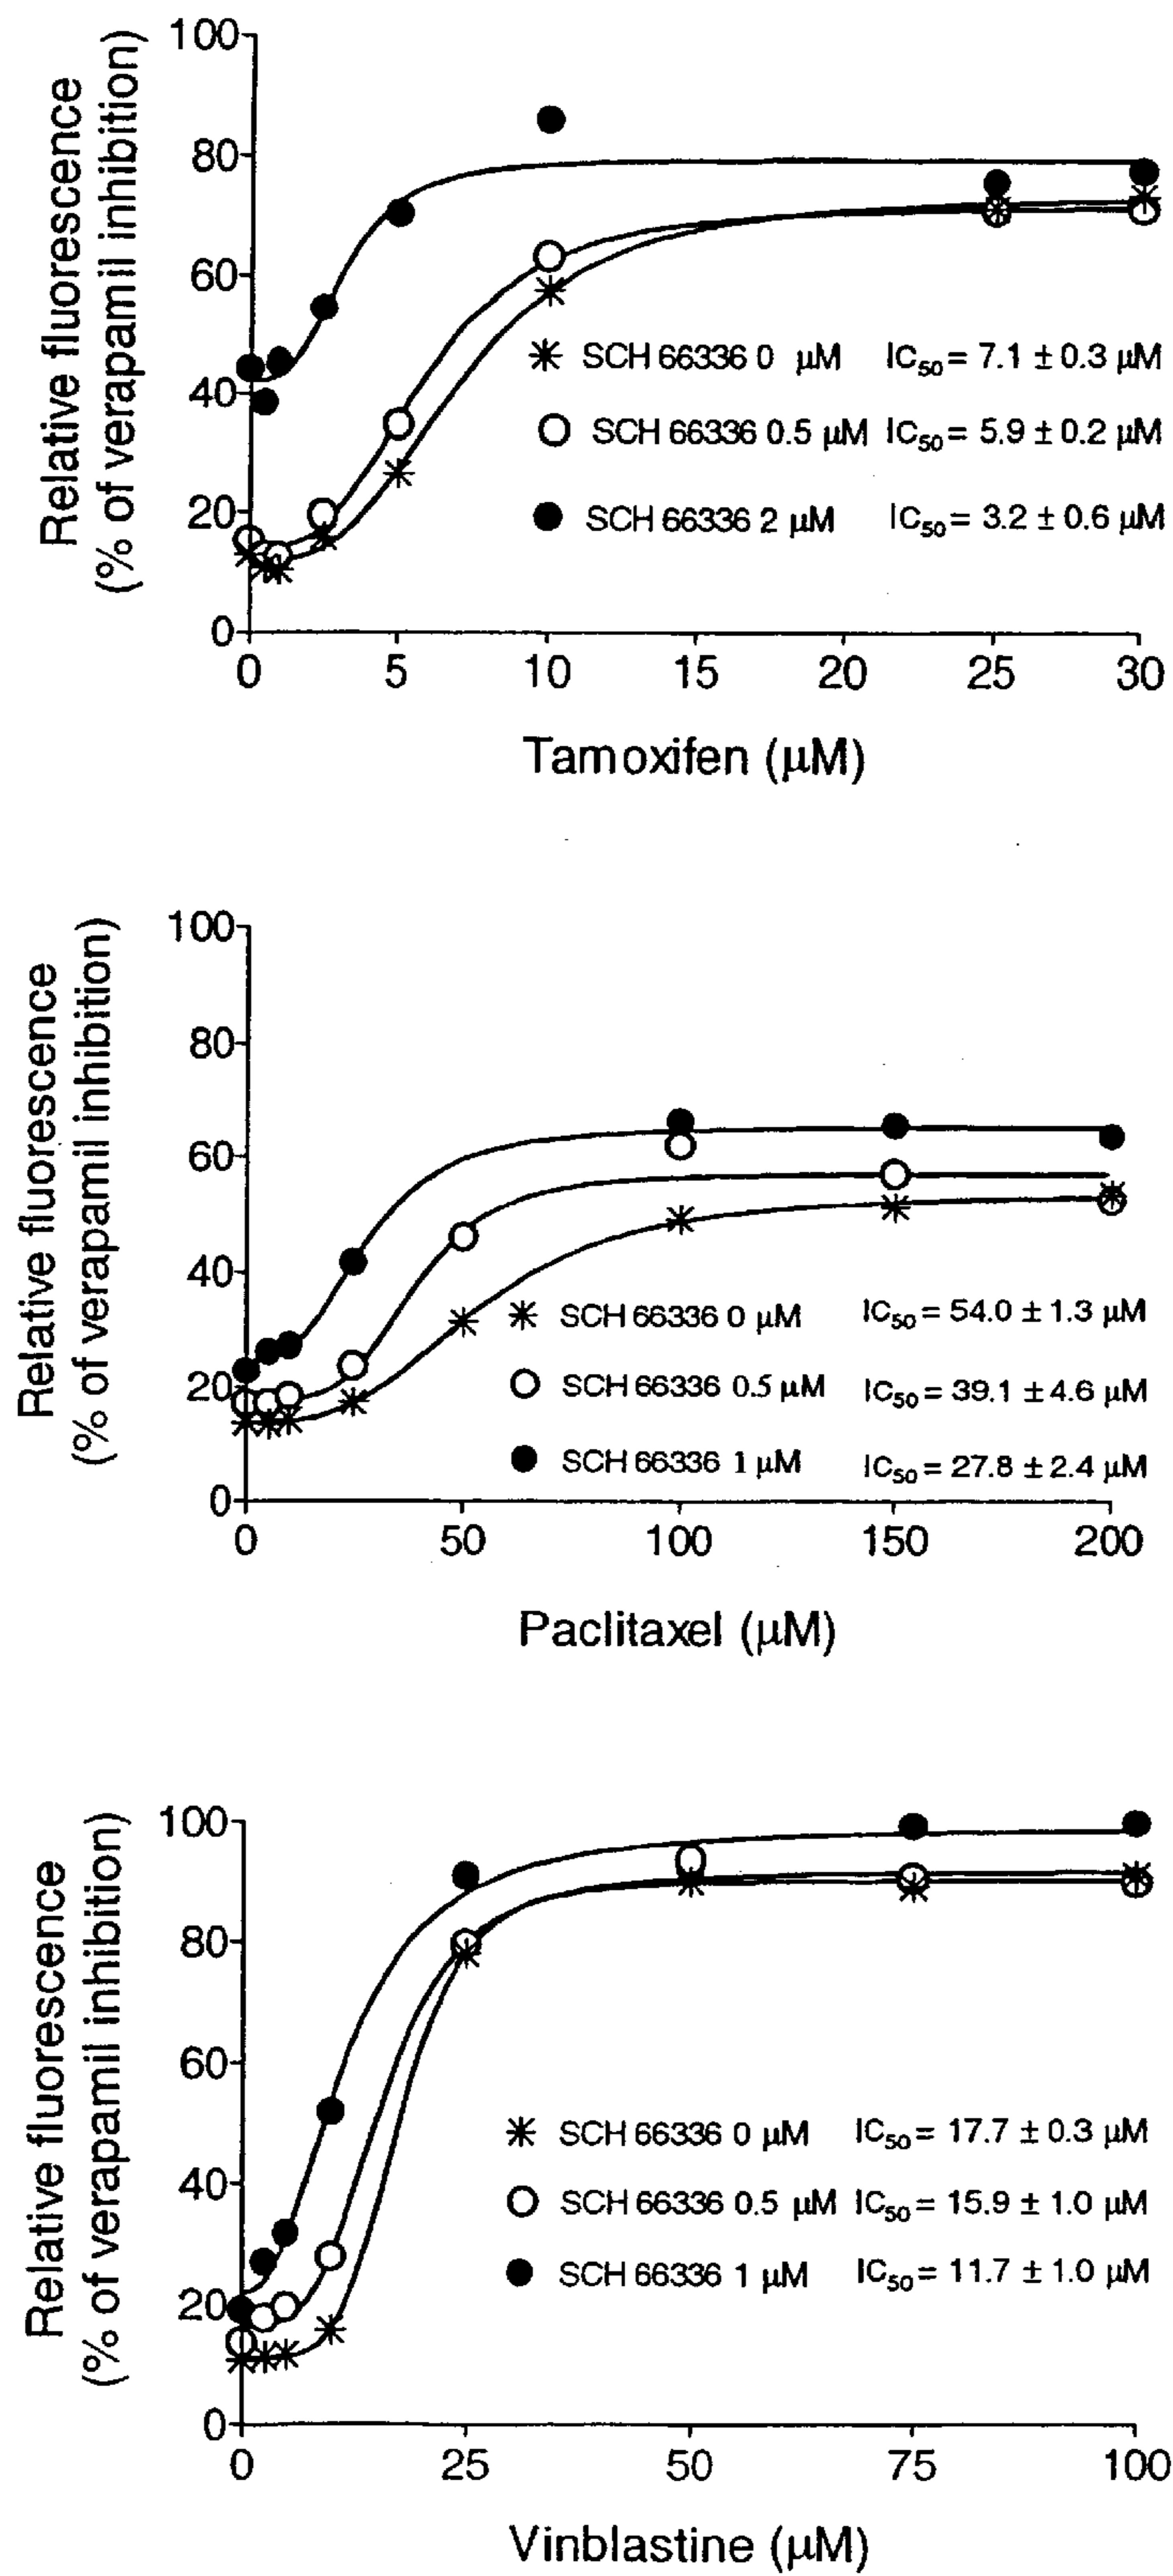 Relative fluorescence
(% of verapamil inhibition)
100
80
60
40
20
0
SCH 66336 0 μM IC50 = 7.1 ± 0.3 μM
SCH 66336 0.5 μM IC50 = 5.9 ± 0.2 μM
SCH 66336 2 μM IC50 = 3.2 ± 0.6 μM
0 5 10 15 20 25 30
Tamoxifen (μM)
Relative fluorescence
(% of verapamil inhibition)
100
80
60
40
20
0
SCH 66336 0 μM IC50 = 54.0 ± 1.3 μM
SCH 66336 0.5 μM IC50 = 39.1 ± 4.6 μM
SCH 66336 1 μM IC50 = 27.8 ± 2.4 μM
0 50 100 150 200
Paclitaxel (μM)
Relative fluorescence
(% of verapamil inhibition)
100
80
60
40
20
0
SCH 66336 0 μM IC50 = 17.7 ± 0.3 μM
SCH 66336 0.5 μM IC50 = 15.9 ± 1.0 μM
SCH 66336 1 μM IC50 = 11.7 ± 1.0 μM
0 25 50 75 100
Vinblastine (μM)